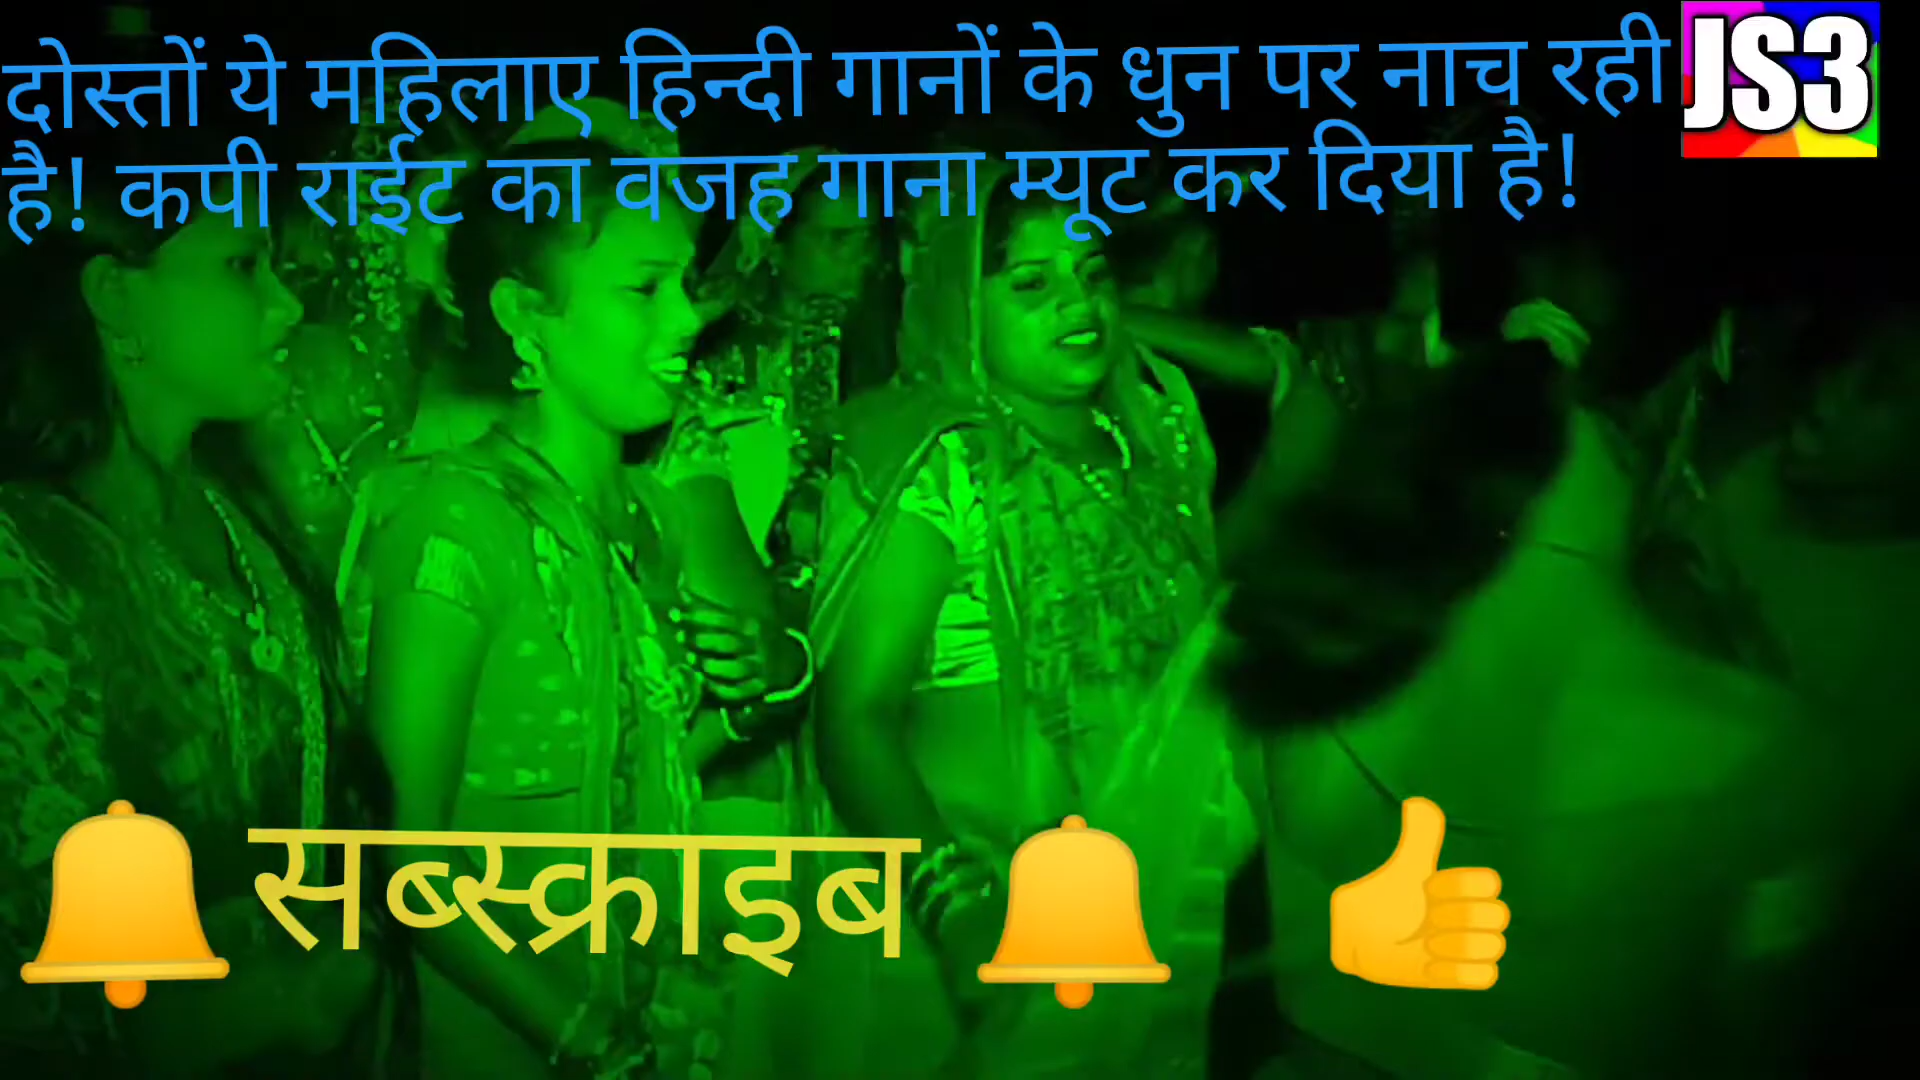 दोस्तों ये महिलाए हिन्दी गानों के धुन पर नाच रही
है! कपी राईट का वजह गाना म्यूट कर दिया है!
JS3
सब्स्क्राइब